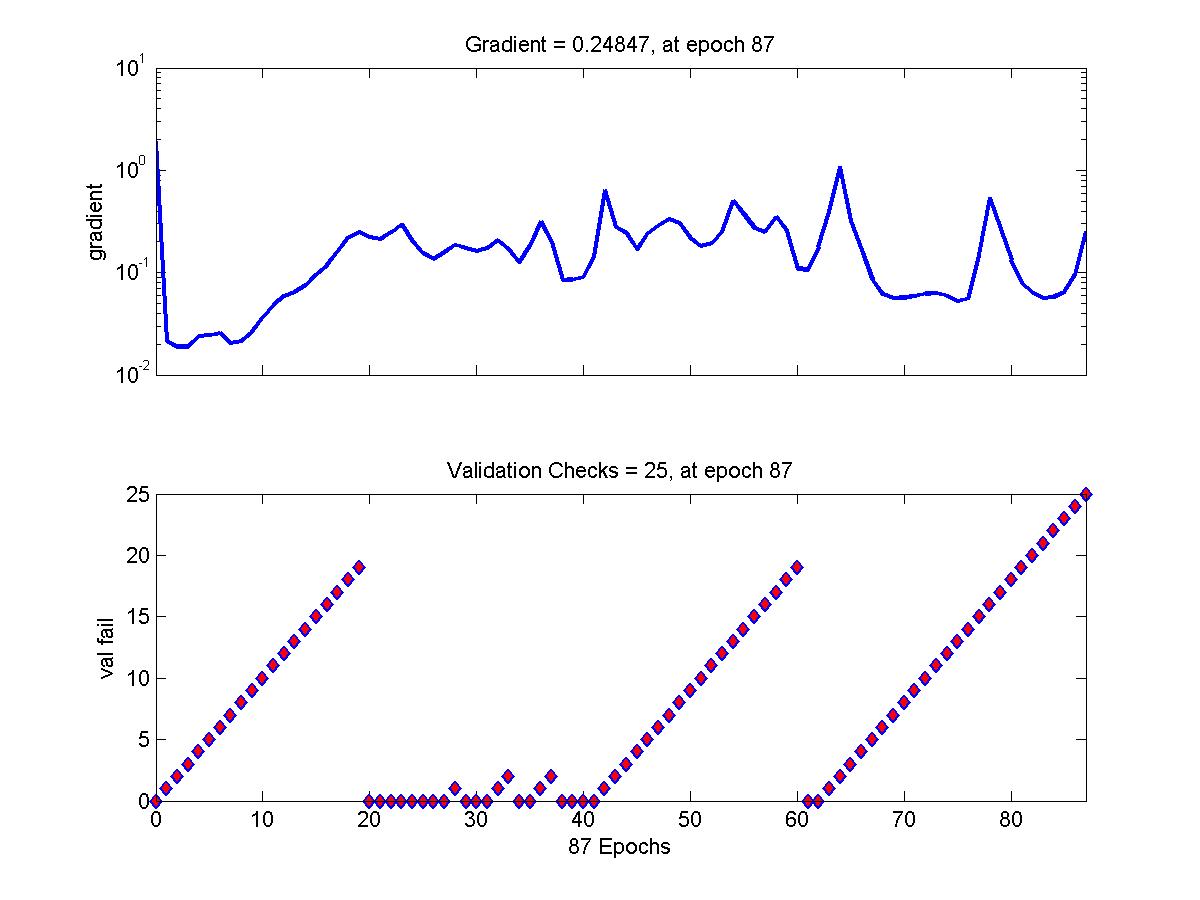 Gradient = 0.24847, at epoch 87
10^1
10^0
10^-1
10^-2
gradient
Validation Checks = 25, at epoch 87
25
20
15
10
5
0
val fail
0 10 20 30 40 50 60 70 80
87 Epochs